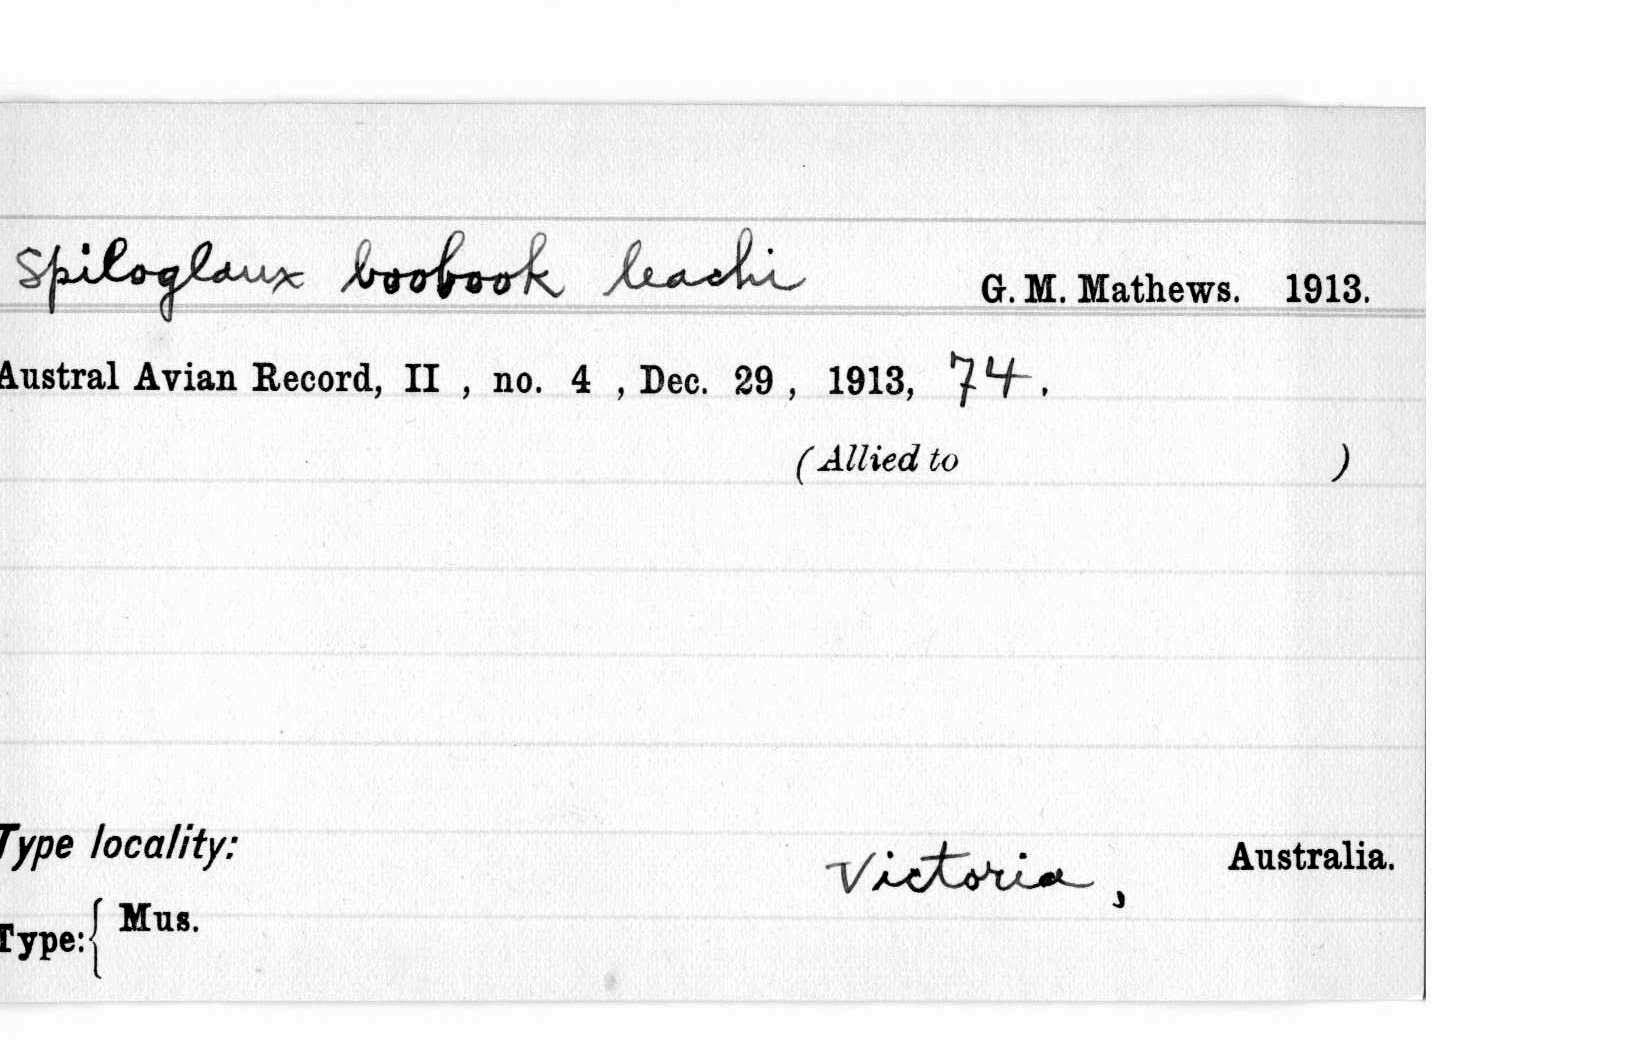 Spiloglaux boobook leachi G. M. Mathews. 1913.
Austral Avian Record, II , no. 4 , Dec. 29 , 1913, 74.
(Allied to )
Type locality:
Victoria, Australia.
Type: { Mus.